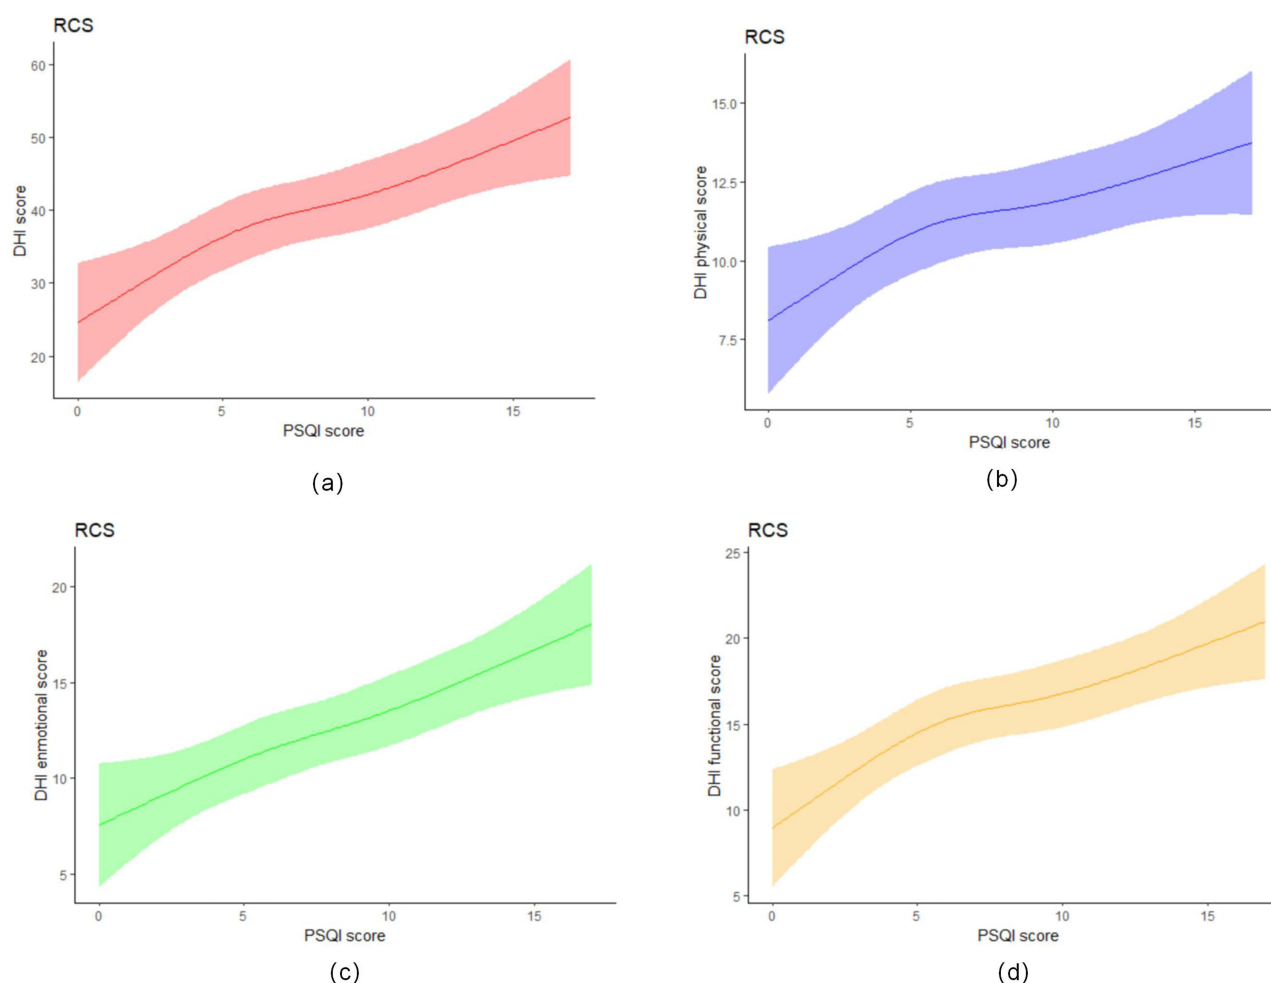 RCS
60
50
40
30
20
DHI score
0 5 10 15
PSQI score
(a)
RCS
15.0
12.5
10.0
7.5
DHI physical score
0 5 10 15
PSQI score
(b)
RCS
20
15
10
5
DHI enmotional score
0 5 10 15
PSQI score
(c)
RCS
25
20
15
10
5
DHI functional score
0 5 10 15
PSQI score
(d)